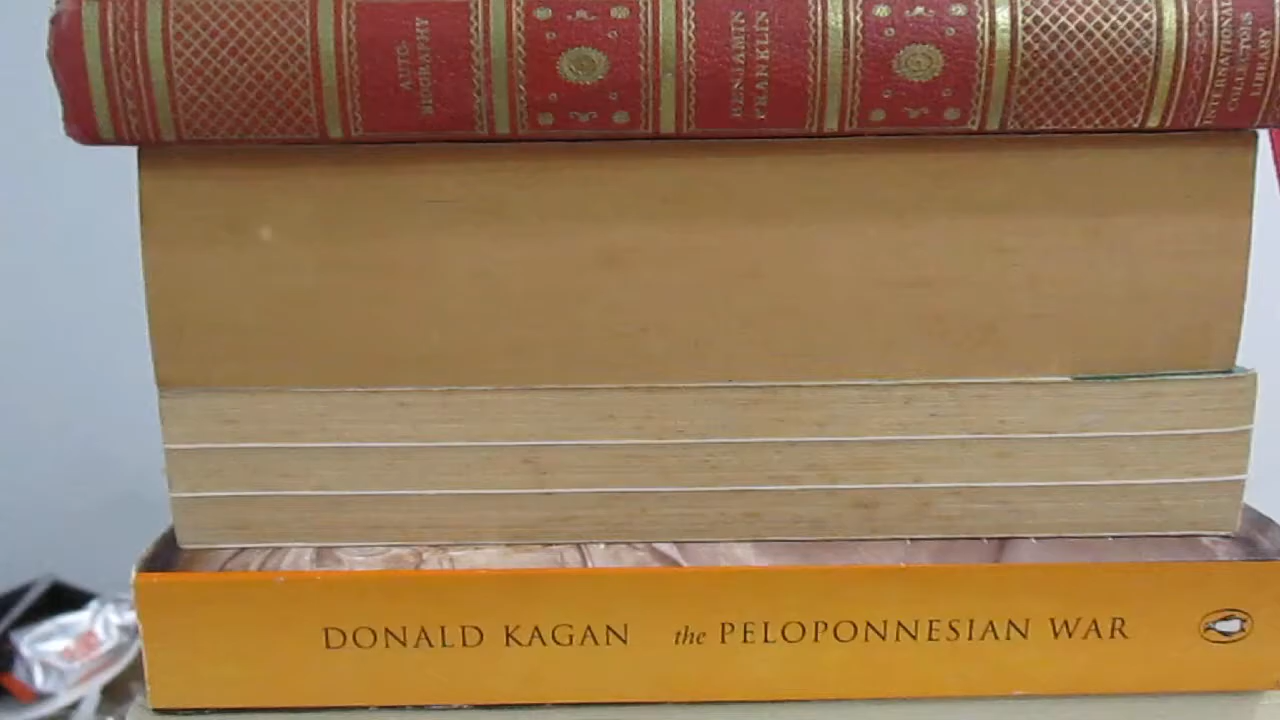 AUTO-
BIOGRAPHY
BENJAMIN
FRANKLIN
INTERNATIONAL
COLLECTORS
LIBRARY
DONALD KAGAN the PELOPONNESIAN WAR